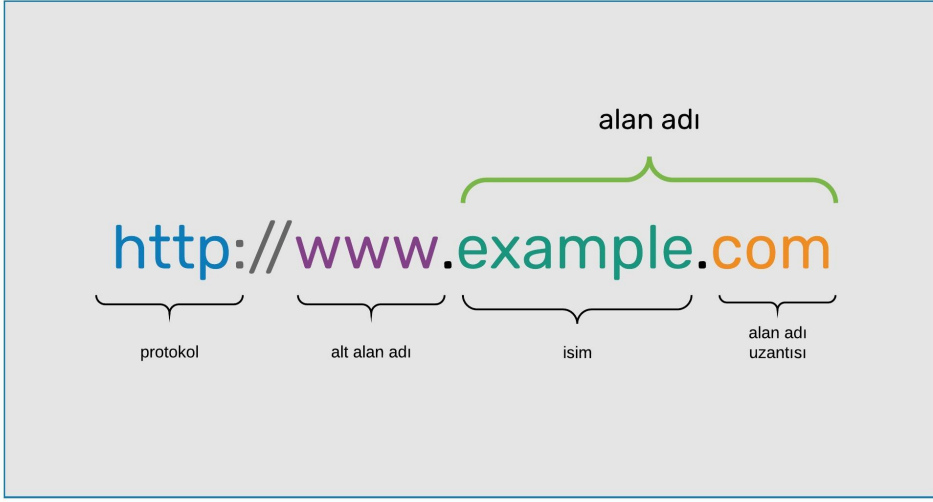 alan adı
http://www.example.com
protokol
alt alan adı
isim
alan adı
uzantısı